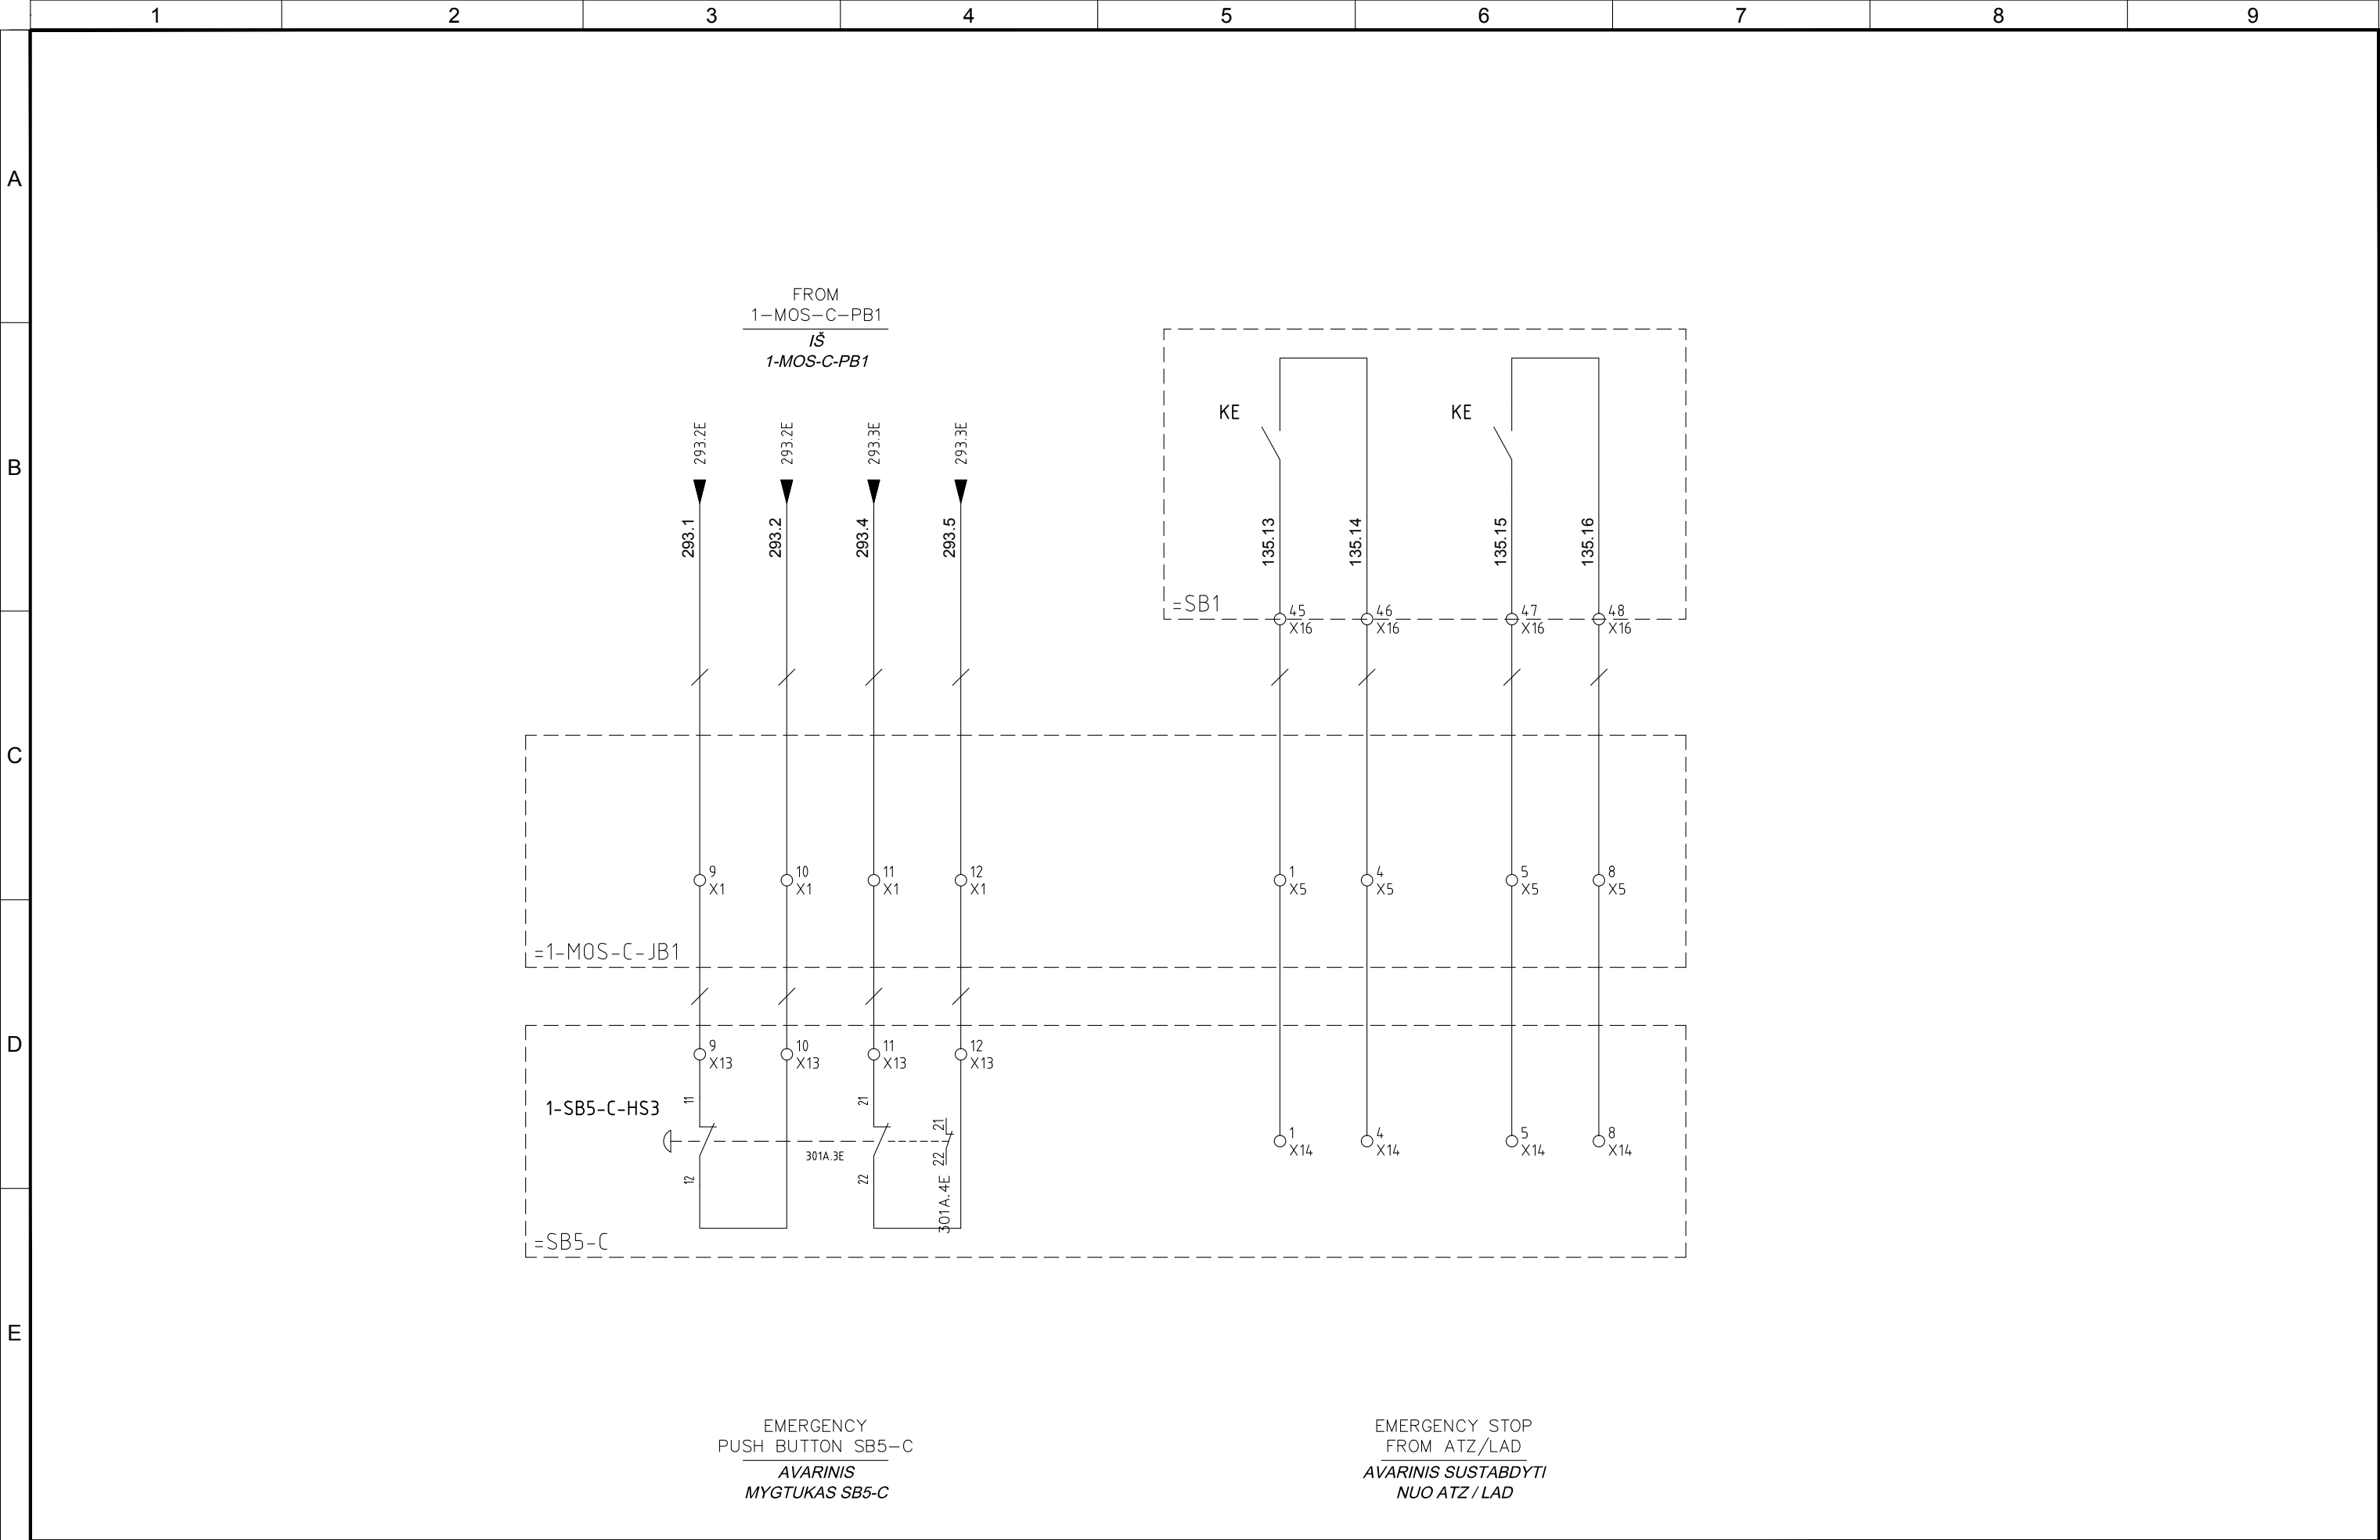 1 2 3 4 5 6 7 8 9
A
B
C
D
E
FROM
1-MOS-C-PB1
IŠ
1-MOS-C-PB1
293.2E 293.2E 293.3E 293.3E
293.1 293.2 293.4 293.5
KE KE
135.13 135.14 135.15 135.16
=SB1
45 46 47 48
X16 X16 X16 X16
9 10 11 12 1 4 5 8
X1 X1 X1 X1 X5 X5 X5 X5
=1-MOS-C-JB1
9 10 11 12
X13 X13 X13 X13
1-SB5-C-HS3
11 21 21
301A.3E
12 22 22
301A.4E
1 4 5 8
X14 X14 X14 X14
=SB5-C
EMERGENCY
PUSH BUTTON SB5-C
AVARINIS
MYGTUKAS SB5-C
EMERGENCY STOP
FROM ATZ/LAD
AVARINIS SUSTABDYTI
NUO ATZ / LAD